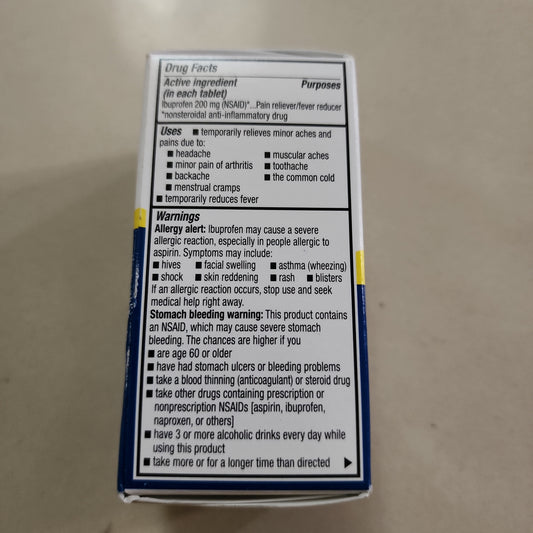 Drug Facts
Active ingredient Purposes
(in each tablet)
Ibuprofen 200 mg (NSAID)*...Pain reliever/fever reducer
*nonsteroidal anti-inflammatory drug
Uses ■ temporarily relieves minor aches and
pains due to:
■ headache ■ muscular aches
■ minor pain of arthritis ■ toothache
■ backache ■ the common cold
■ menstrual cramps
■ temporarily reduces fever
Warnings
Allergy alert: Ibuprofen may cause a severe
allergic reaction, especially in people allergic to
aspirin. Symptoms may include:
■ hives ■ facial swelling ■ asthma (wheezing)
■ shock ■ skin reddening ■ rash ■ blisters
If an allergic reaction occurs, stop use and seek
medical help right away.
Stomach bleeding warning: This product contains
an NSAID, which may cause severe stomach
bleeding. The chances are higher if you
■ are age 60 or older
■ have had stomach ulcers or bleeding problems
■ take a blood thinning (anticoagulant) or steroid drug
■ take other drugs containing prescription or
nonprescription NSAIDs [aspirin, ibuprofen,
naproxen, or others]
■ have 3 or more alcoholic drinks every day while
using this product
■ take more or for a longer time than directed ▶